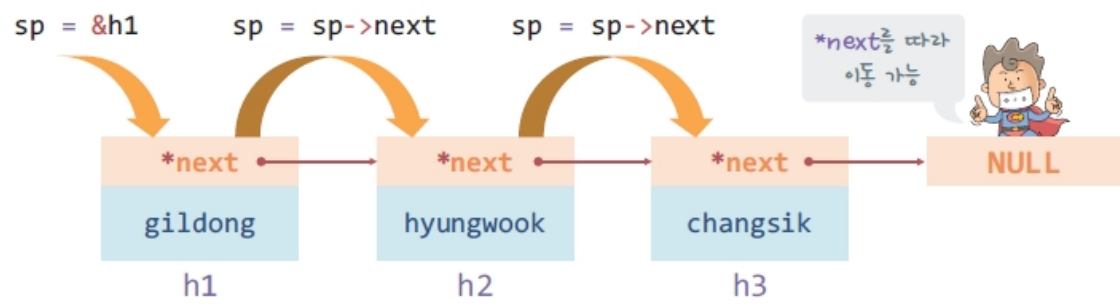 sp = &h1
sp = sp->next
sp = sp->next
*next를 따라
이동 가능
*next
*next
*next
NULL
gildong
hyungwook
changsik
h1
h2
h3